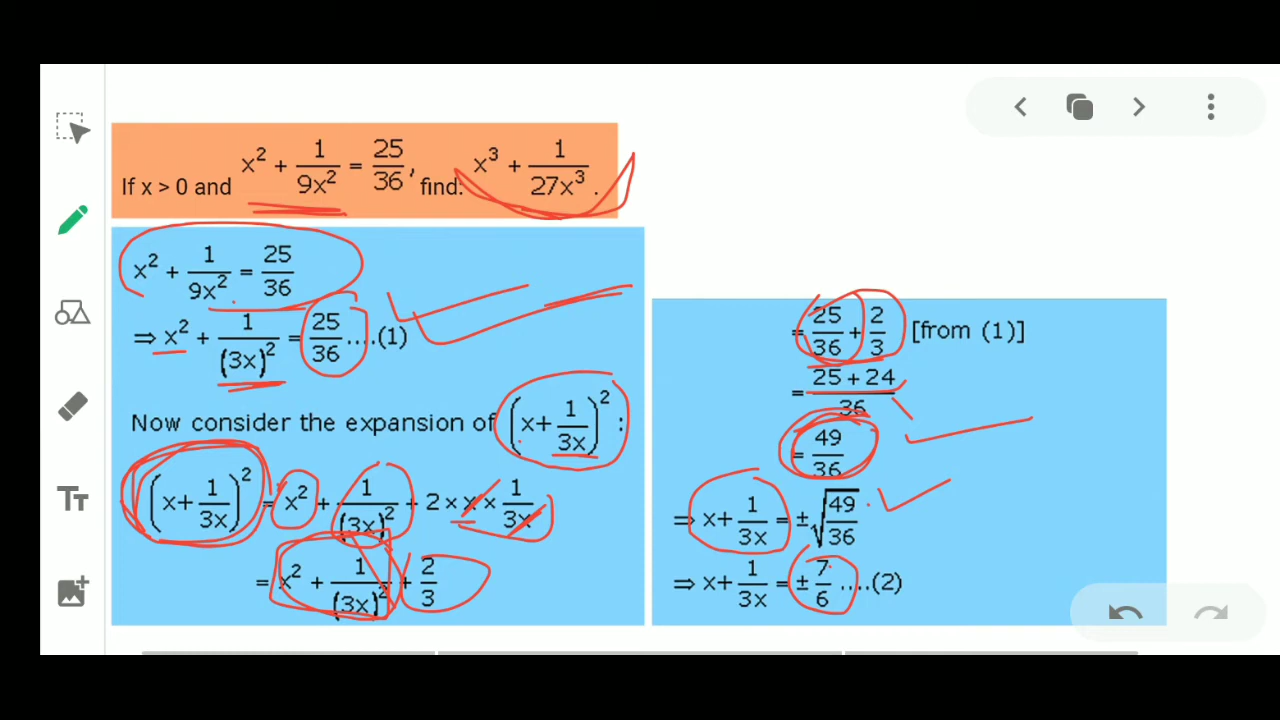 If x > 0 and x² + 1/9x² = 25/36, find: x³ + 1/27x³.
x² + 1/9x² = 25/36
⇒ x² + 1/(3x)² = 25/36 ....(1)
Now consider the expansion of (x + 1/3x)² :
(x + 1/3x)² = x² + 1/(3x)² + 2 × x × 1/3x
= x² + 1/(3x)² + 2/3
= 25/36 + 2/3 [from (1)]
= 25 + 24/36
= 49/36
⇒ x + 1/3x = ±√49/36
⇒ x + 1/3x = ± 7/6 ....(2)
Tт